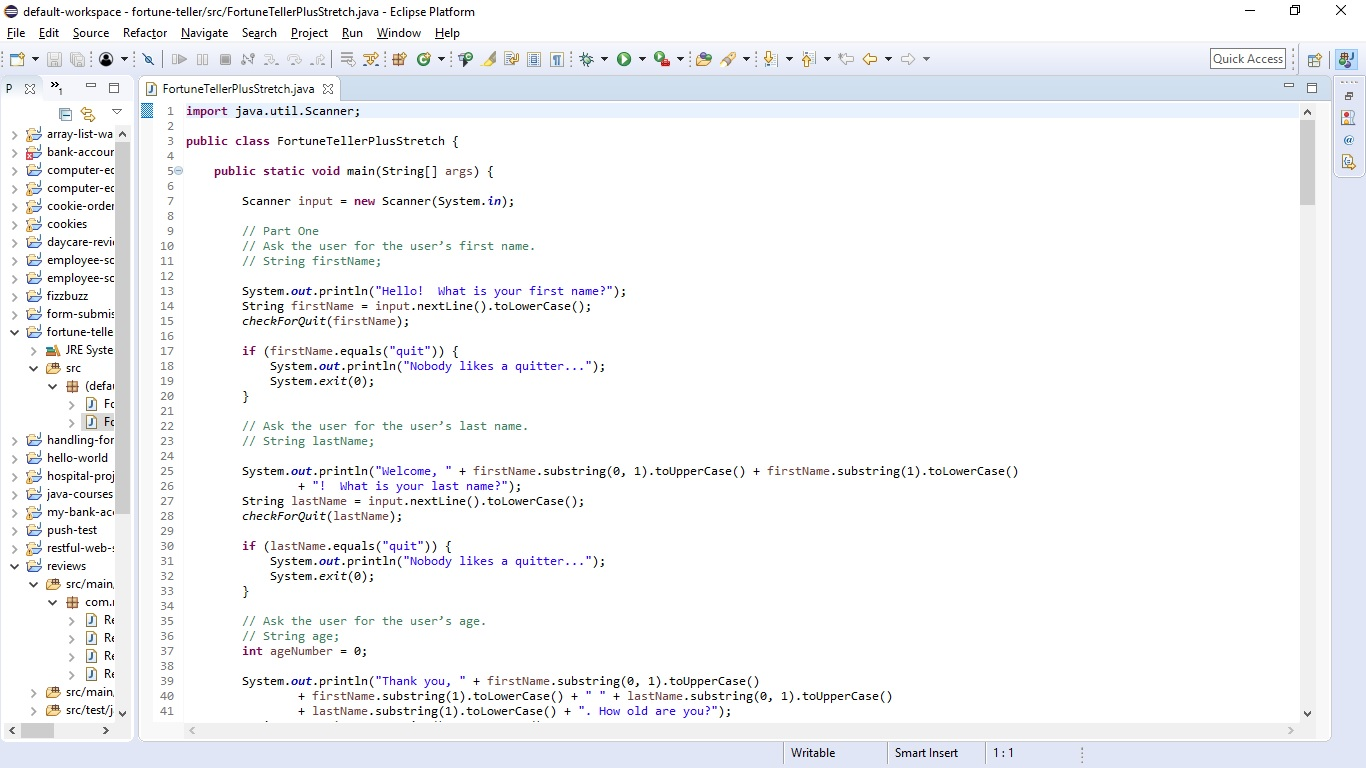 default-workspace - fortune-teller/src/FortuneTellerPlusStretch.java - Eclipse Platform
File Edit Source Refactor Navigate Search Project Run Window Help
Quick Access
P
1
FortuneTellerPlusStretch.java
array-list-wa
bank-accour
computer-ec
computer-ec
cookie-order
cookies
daycare-revi
employee-sc
employee-sc
fizzbuzz
form-submis
fortune-telle
JRE Syste
src
(defau
Fo
Fo
handling-for
hello-world
hospital-proj
java-courses
my-bank-acc
push-test
restful-web-s
reviews
src/main,
com.r
Re
Re
Re
Re
src/main,
src/test/j
1 import java.util.Scanner;
2
3 public class FortuneTellerPlusStretch {
4
5 public static void main(String[] args) {
6
7 Scanner input = new Scanner(System.in);
8
9 // Part One
10 // Ask the user for the user’s first name.
11 // String firstName;
12
13 System.out.println("Hello!  What is your first name?");
14 String firstName = input.nextLine().toLowerCase();
15 checkForQuit(firstName);
16
17 if (firstName.equals("quit")) {
18 System.out.println("Nobody likes a quitter...");
19 System.exit(0);
20 }
21
22 // Ask the user for the user’s last name.
23 // String lastName;
24
25 System.out.println("Welcome, " + firstName.substring(0, 1).toUpperCase() + firstName.substring(1).toLowerCase()
26 + "!  What is your last name?");
27 String lastName = input.nextLine().toLowerCase();
28 checkForQuit(lastName);
29
30 if (lastName.equals("quit")) {
31 System.out.println("Nobody likes a quitter...");
32 System.exit(0);
33 }
34
35 // Ask the user for the user’s age.
36 // String age;
37 int ageNumber = 0;
38
39 System.out.println("Thank you, " + firstName.substring(0, 1).toUpperCase()
40 + firstName.substring(1).toLowerCase() + " " + lastName.substring(0, 1).toUpperCase()
41 + lastName.substring(1).toLowerCase() + ". How old are you?");
Writable
Smart Insert
1 : 1